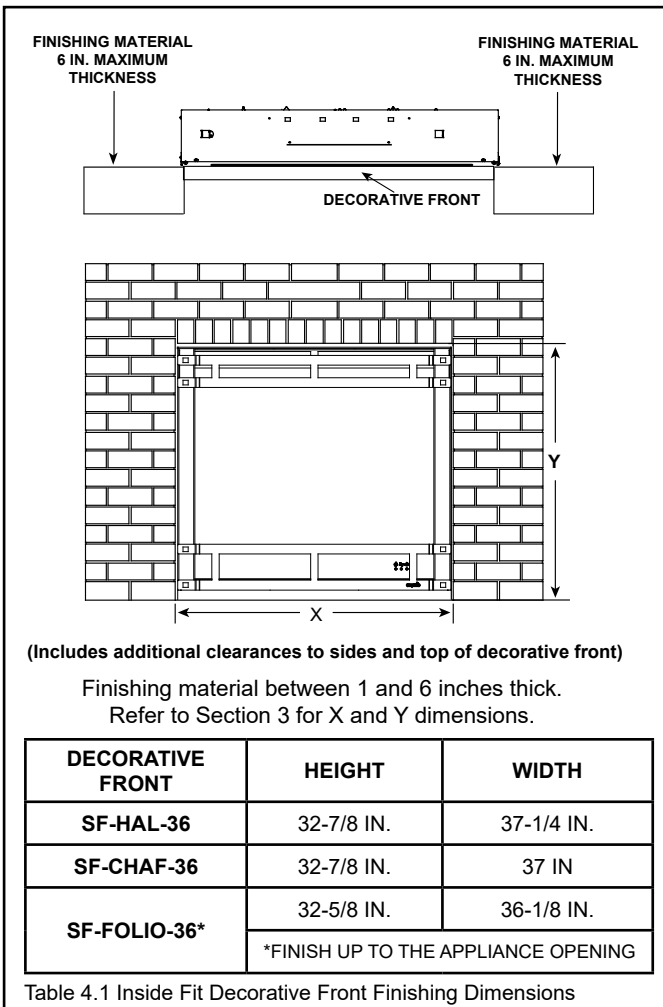 FINISHING MATERIAL
6 IN. MAXIMUM
THICKNESS
FINISHING MATERIAL
6 IN. MAXIMUM
THICKNESS
DECORATIVE FRONT
Y
X
(Includes additional clearances to sides and top of decorative front)
Finishing material between 1 and 6 inches thick.
Refer to Section 3 for X and Y dimensions.
DECORATIVE
FRONT
HEIGHT
WIDTH
SF-HAL-36
32-7/8 IN.
37-1/4 IN.
SF-CHAF-36
32-7/8 IN.
37 IN
SF-FOLIO-36*
32-5/8 IN.
36-1/8 IN.
*FINISH UP TO THE APPLIANCE OPENING
Table 4.1 Inside Fit Decorative Front Finishing Dimensions